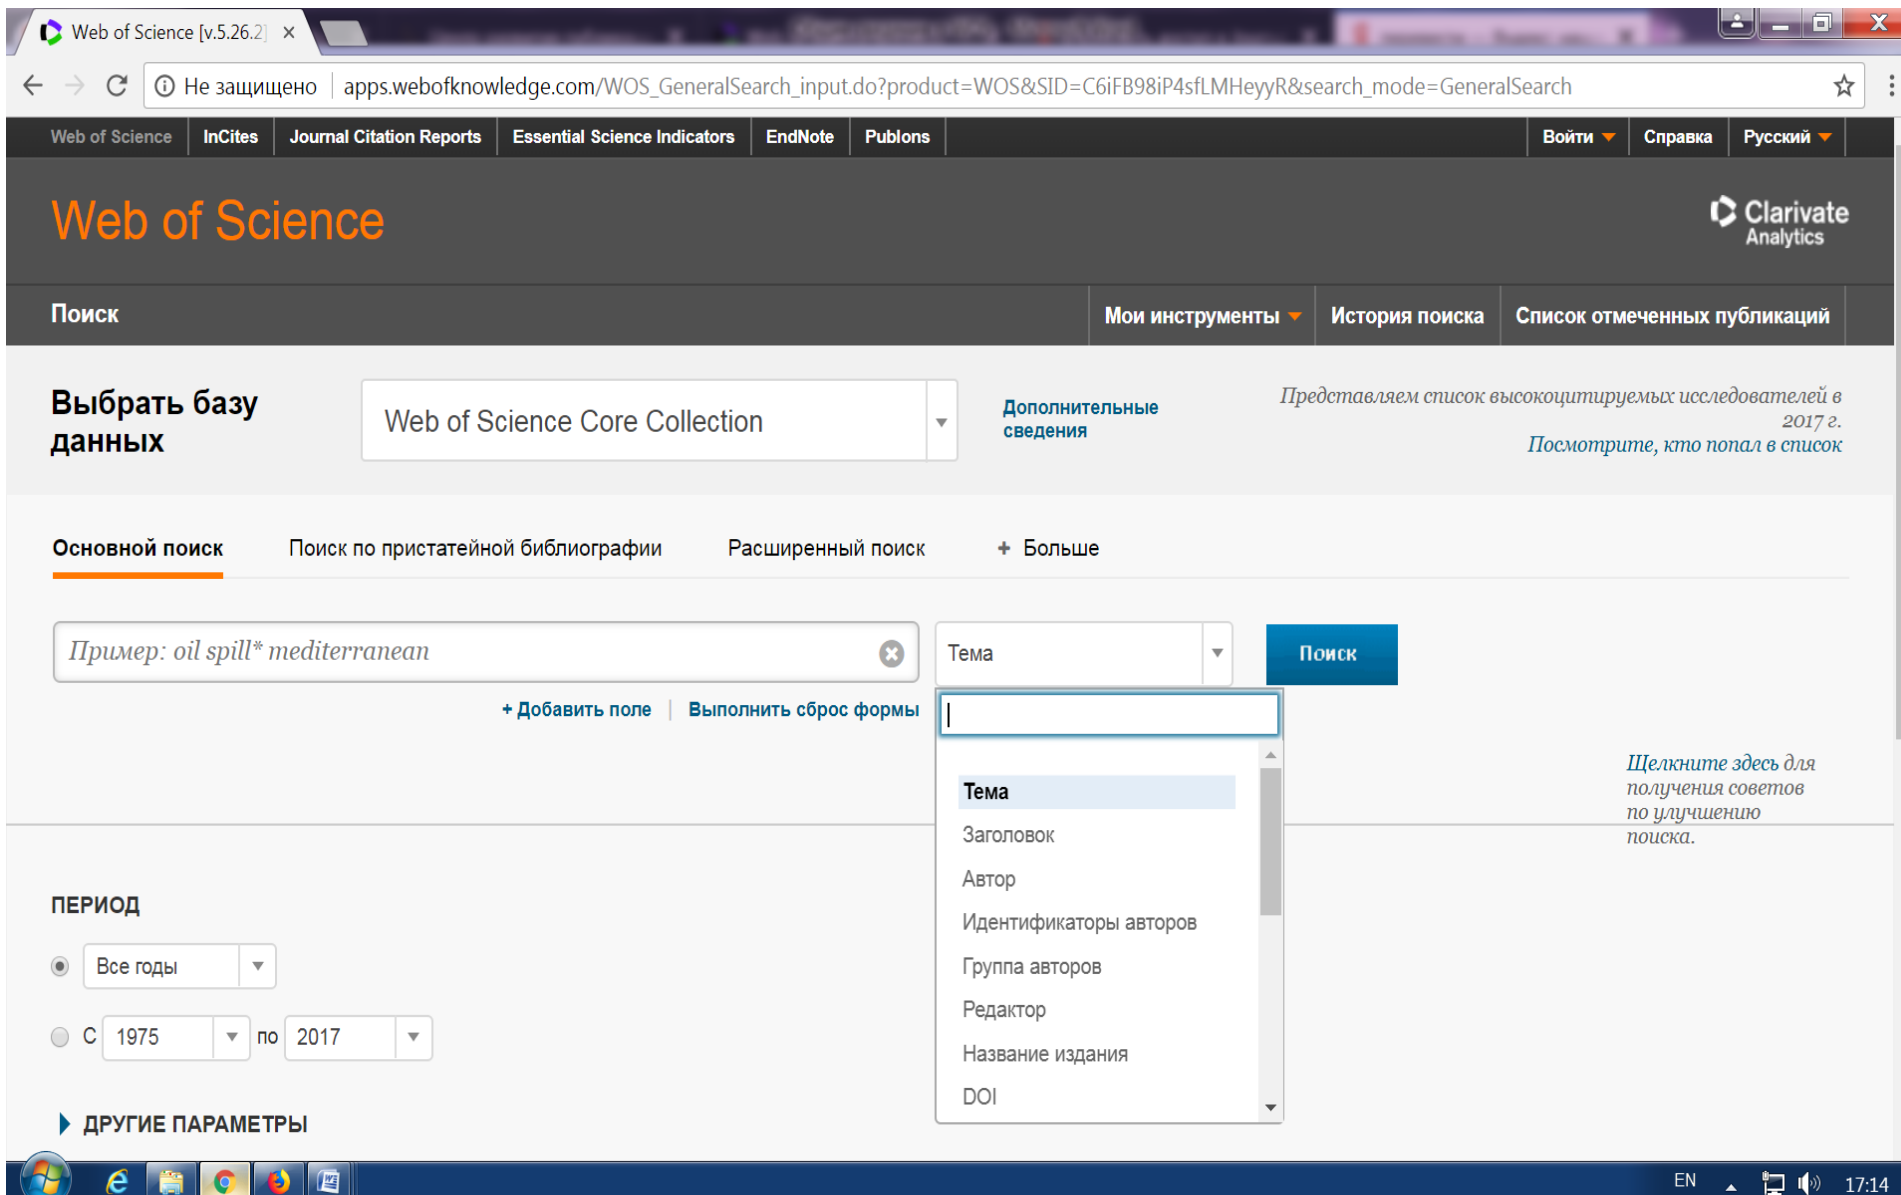 Web of Science [v.5.26.2]
Не защищено apps.webofknowledge.com/WOS_GeneralSearch_input.do?product=WOS&SID=C6iFB98iP4sfLMHeyyR&search_mode=GeneralSearch
Web of Science InCites Journal Citation Reports Essential Science Indicators EndNote Publons Войти Справка Русский
Web of Science
Clarivate
Analytics
Поиск Мои инструменты История поиска Список отмеченных публикаций
Выбрать базу
данных
Web of Science Core Collection
Дополнительные
сведения
Представляем список высокоцитируемых исследователей в
2017 г.
Посмотрите, кто попал в список
Основной поиск Поиск по пристатейной библиографии Расширенный поиск + Больше
Пример: oil spill* mediterranean Тема Поиск
+ Добавить поле | Выполнить сброс формы
Тема
Заголовок
Автор
Идентификаторы авторов
Группа авторов
Редактор
Название издания
DOI
Щелкните здесь для
получения советов
по улучшению
поиска.
ПЕРИОД
Все годы
С 1975 по 2017
ДРУГИЕ ПАРАМЕТРЫ
EN 17:14